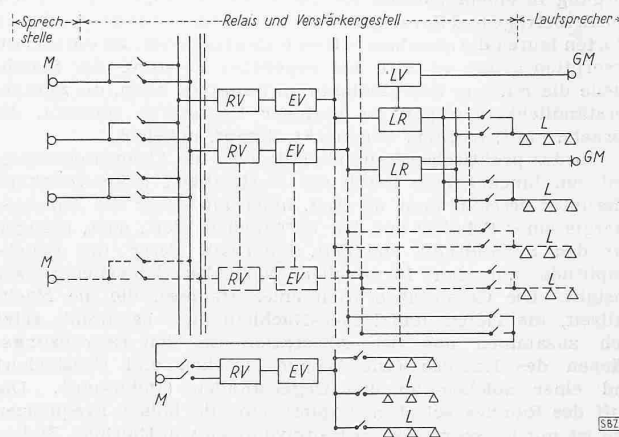 Sprech-
stelle
Relais und Verstärkergestell
Lautsprecher
M
LV
GM
RV
EV
LR
L
RV
EV
LR
GM
L
L
M
RV
EV
L
M
RV
EV
L
L
L
SBZ